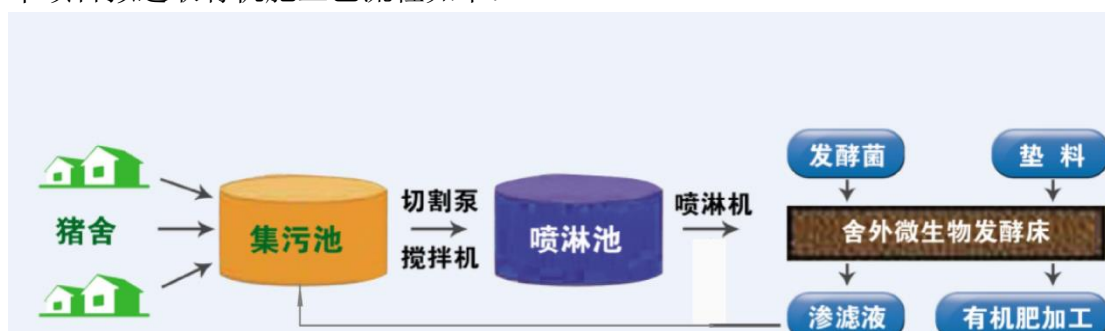 发酵菌
垫料
猪舍
集污池
切割泵
搅拌机
喷淋池
喷淋机
舍外微生物发酵床
渗滤液
有机肥加工